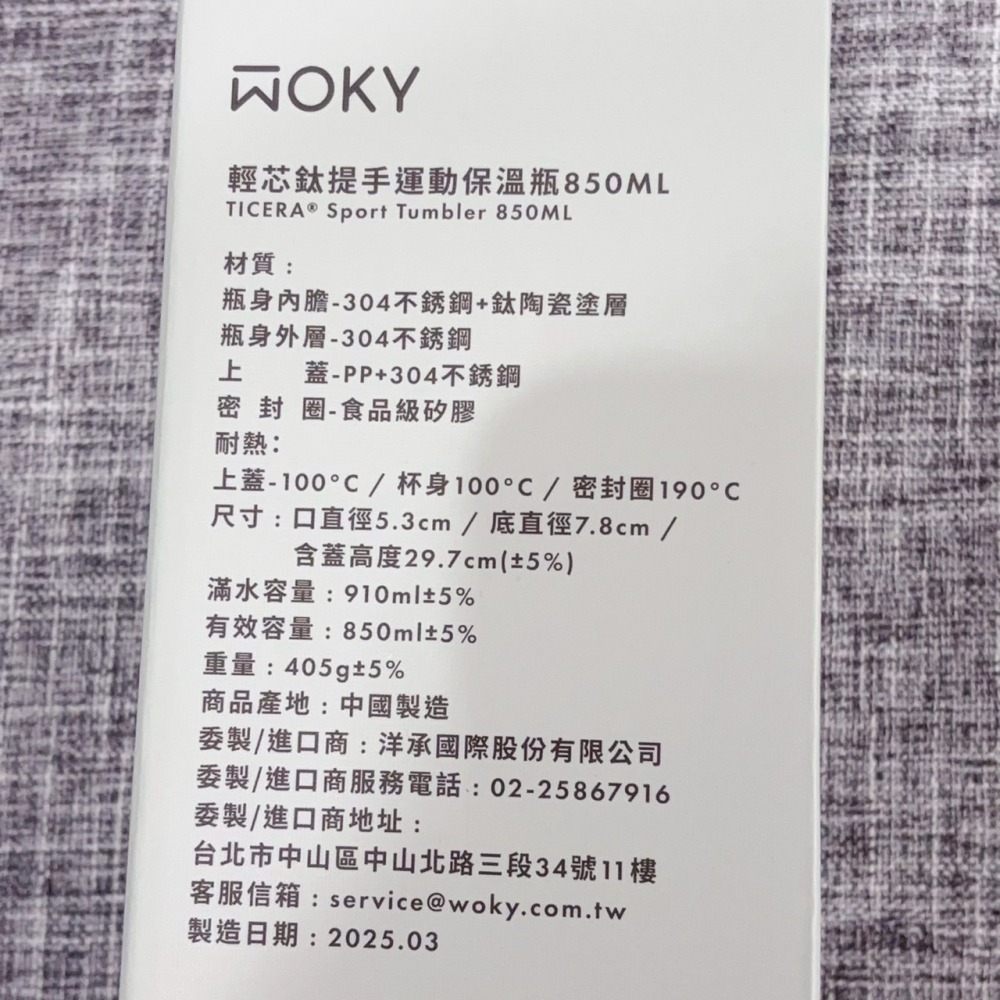 WOKY
輕芯鈦提手運動保溫瓶850ML
TICERA® Sport Tumbler 850ML
材質：
瓶身內膽-304不銹鋼+鈦陶瓷塗層
瓶身外層-304不銹鋼
上　　蓋-PP+304不銹鋼
密 封 圈-食品級矽膠
耐熱：
上蓋-100°C / 杯身100°C / 密封圈190°C
尺寸：口直徑5.3cm / 底直徑7.8cm /
含蓋高度29.7cm(±5%)
滿水容量：910ml±5%
有效容量：850ml±5%
重量：405g±5%
商品產地：中國製造
委製/進口商：洋承國際股份有限公司
委製/進口商服務電話：02-25867916
委製/進口商地址：
台北市中山區中山北路三段34號11樓
客服信箱：service@woky.com.tw
製造日期：2025.03